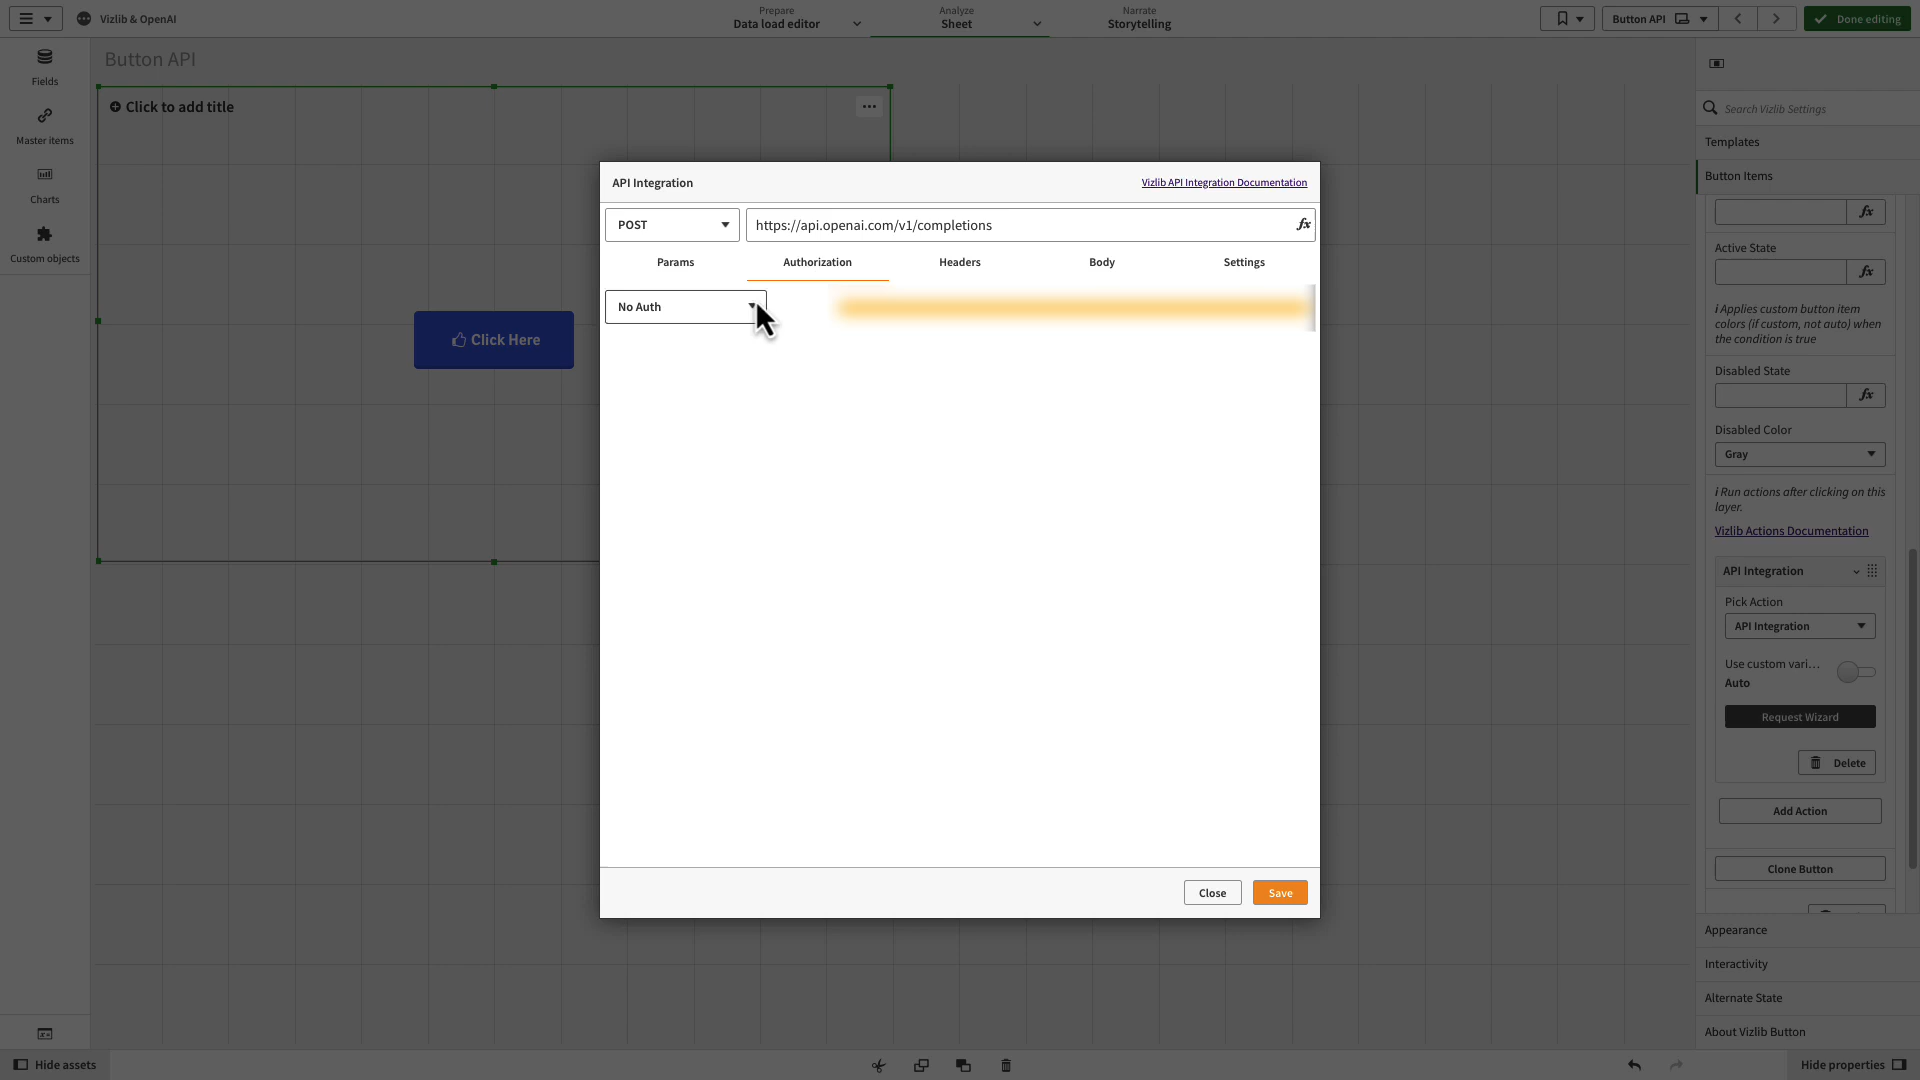 Vizlib & OpenAI
Prepare
Data load editor
Analyze
Sheet
Narrate
Storytelling
Button API
Done editing
Fields
Master items
Charts
Custom objects
Button API
Click to add title
...
Click Here
API Integration
Vizlib API Integration Documentation
POST
https://api.openai.com/v1/completions
fx
Params
Authorization
Headers
Body
Settings
No Auth
Close
Save
Search Vizlib Settings
Templates
Button Items
fx
Active State
fx
i Applies custom button item
colors (if custom, not auto) when
the condition is true
Disabled State
fx
Disabled Color
Gray
i Run actions after clicking on this
layer.
Vizlib Actions Documentation
API Integration
Pick Action
API Integration
Use custom vari...
Auto
Request Wizard
Delete
Add Action
Clone Button
Appearance
Interactivity
Alternate State
About Vizlib Button
Hide assets
Hide properties